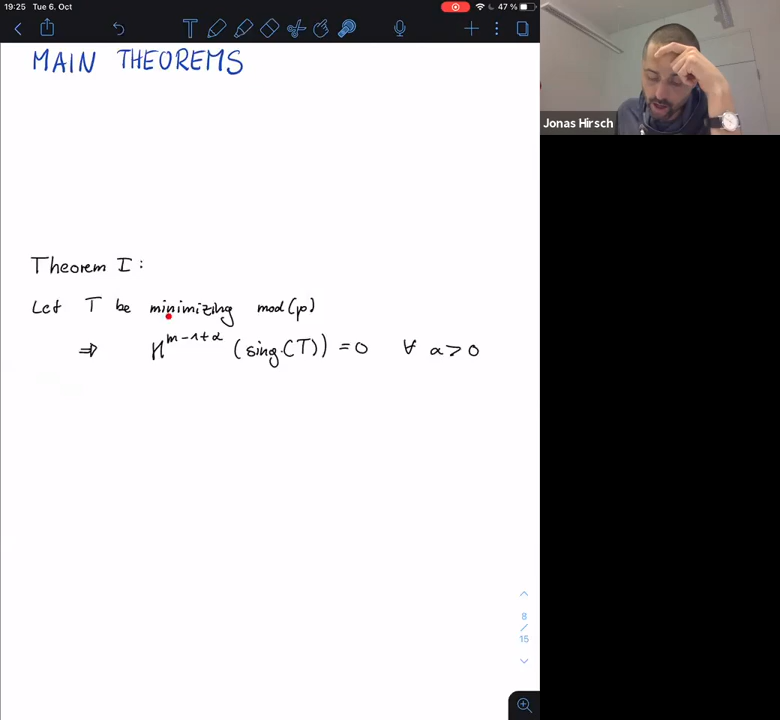 19:25 Tue 6. Oct
47 %
MAIN THEOREMS
Jonas Hirsch
Theorem I:
Let T be minimizing mod(p)
⇒ H^{m-1+α} (sing.(T)) = 0 ∀ α > 0
8 / 15